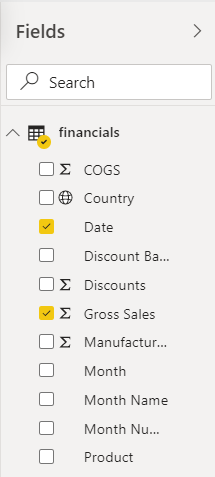 Fields
Search
financials
COGS
Country
Date
Discount Ba...
Discounts
Gross Sales
Manufactur...
Month
Month Name
Month Nu...
Product